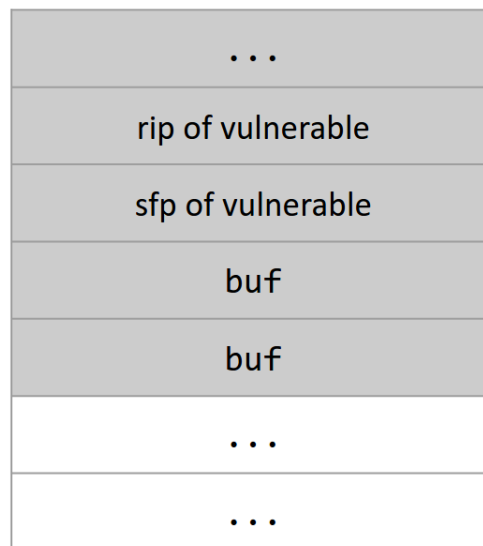 ...
rip of vulnerable
sfp of vulnerable
buf
buf
...
...